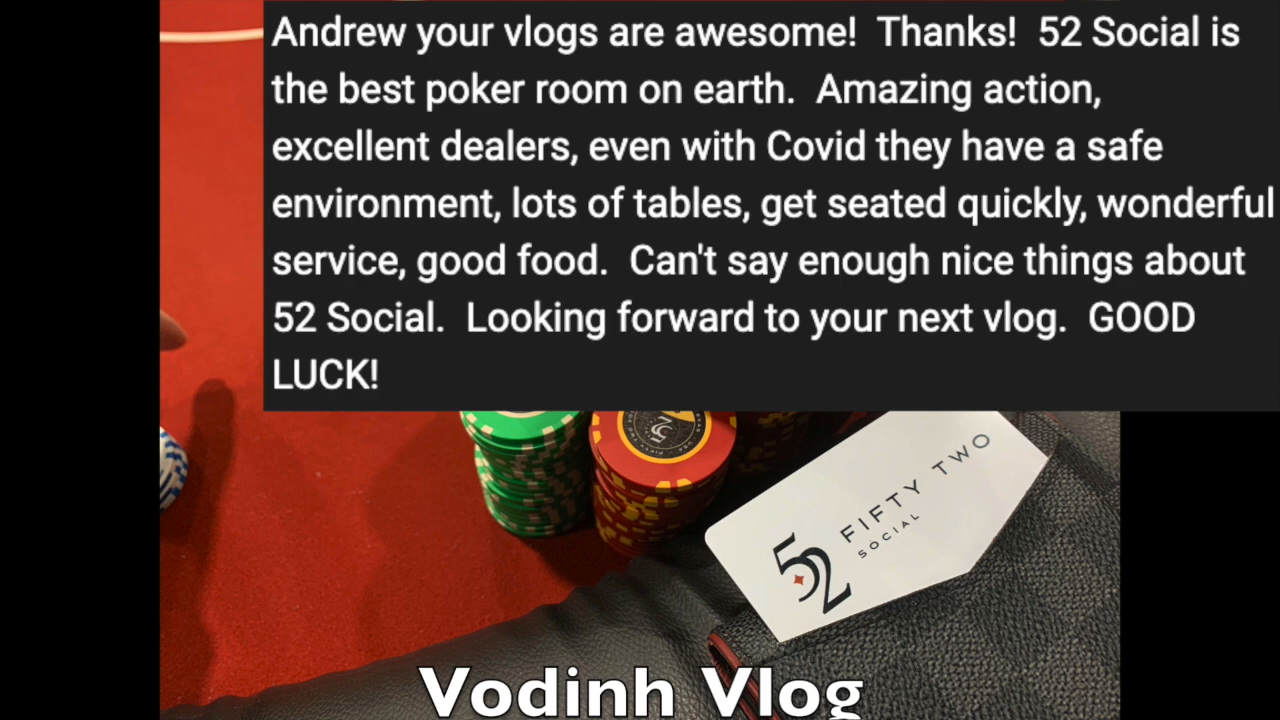 Andrew your vlogs are awesome!  Thanks!  52 Social is
the best poker room on earth.  Amazing action,
excellent dealers, even with Covid they have a safe
environment, lots of tables, get seated quickly, wonderful
service, good food.  Can't say enough nice things about
52 Social.  Looking forward to your next vlog.  GOOD
LUCK!
52
FIFTY TWO
SOCIAL
Vodinh Vlog